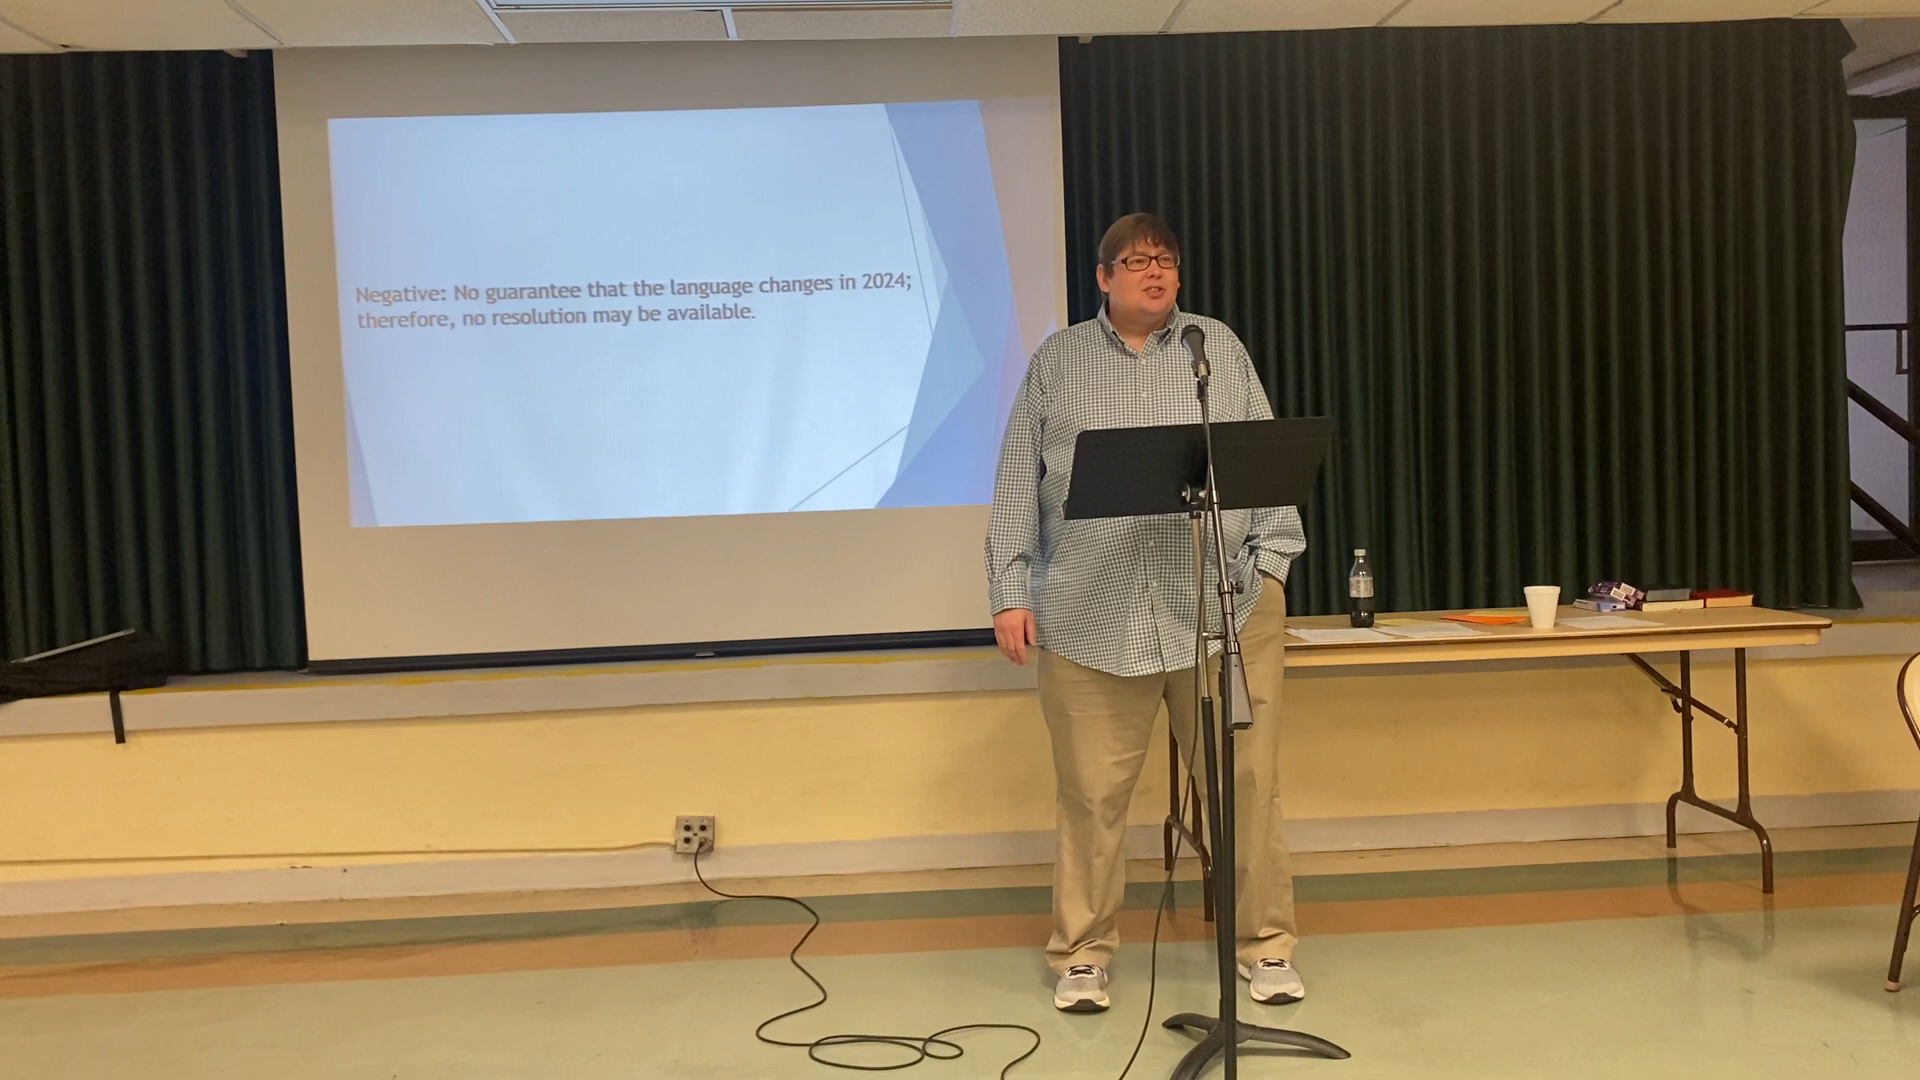 Negative: No guarantee that the language changes in 2024;
therefore, no resolution may be available.